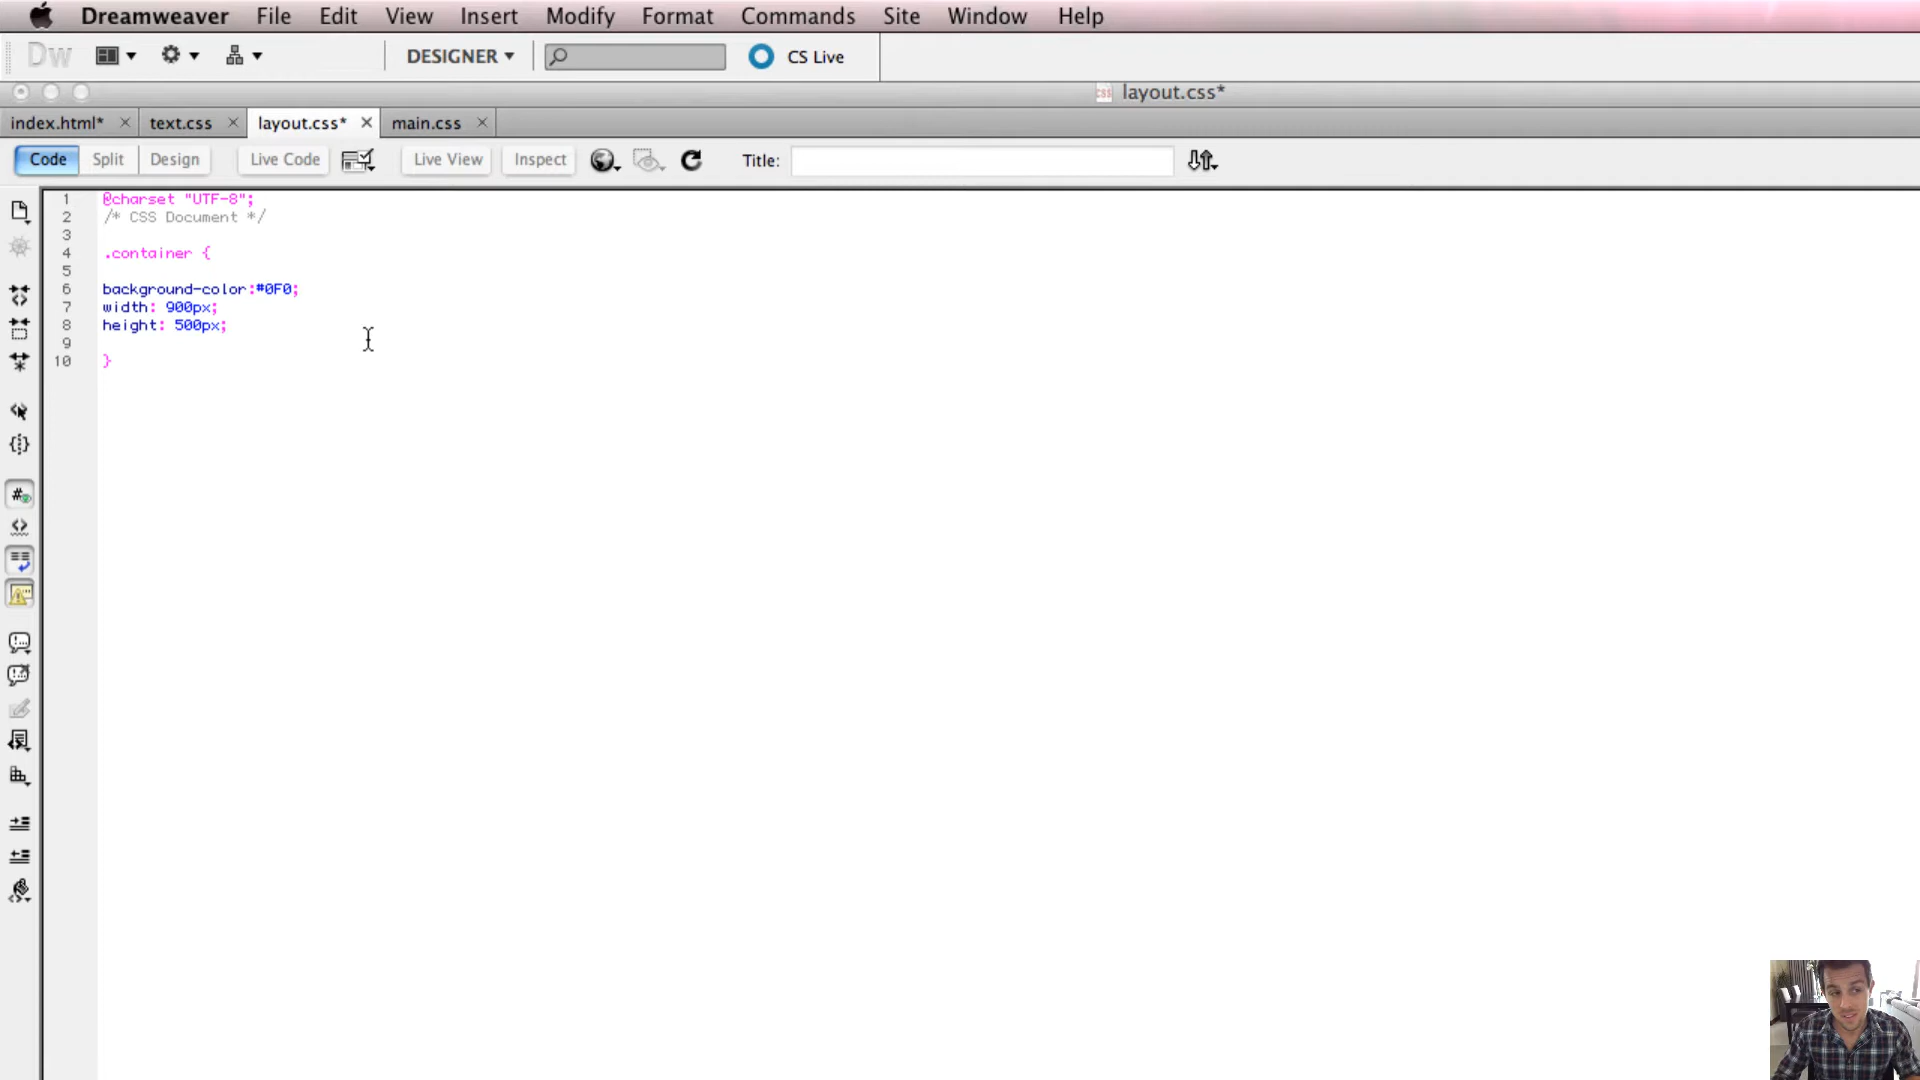 Dreamweaver File Edit View Insert Modify Format Commands Site Window Help
Dw DESIGNER CS Live
layout.css*
index.html* text.css layout.css* main.css
Code Split Design Live Code Live View Inspect Title:
1 @charset "UTF-8";
2 /* CSS Document */
3
4 .container {
5
6 background-color:#0F0;
7 width: 900px;
8 height: 500px;
9
10 }